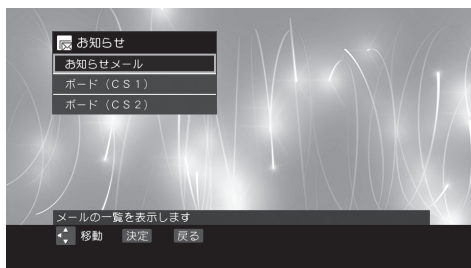 お知らせ
お知らせメール
ボード（CS1）
ボード（CS2）
メールの一覧を表示します
移動 決定 戻る